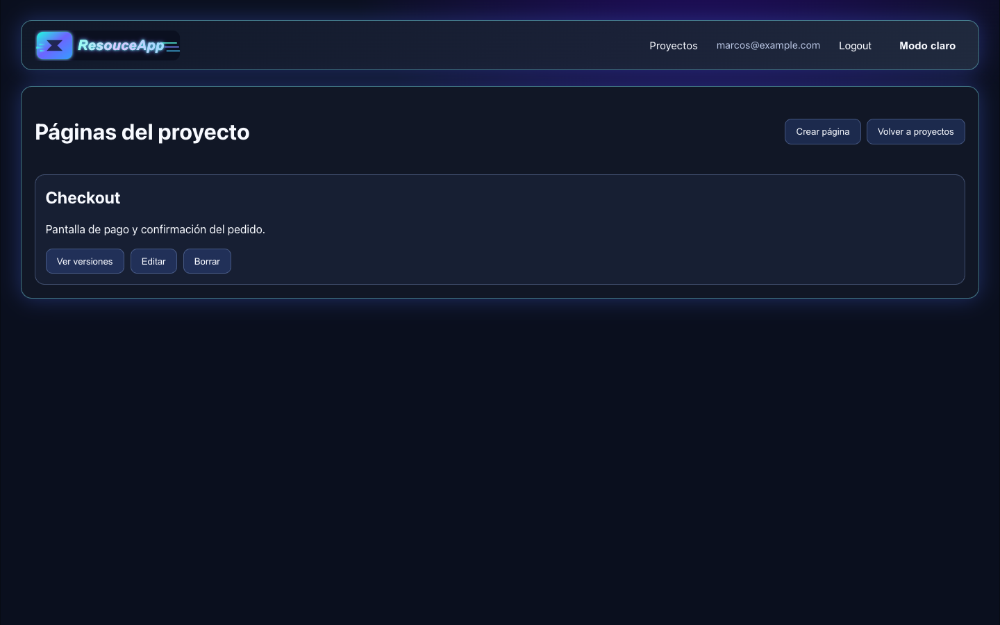 ResouceApp
Proyectos marcos@example.com Logout Modo claro
Páginas del proyecto
Crear página Volver a proyectos
Checkout
Pantalla de pago y confirmación del pedido.
Ver versiones Editar Borrar